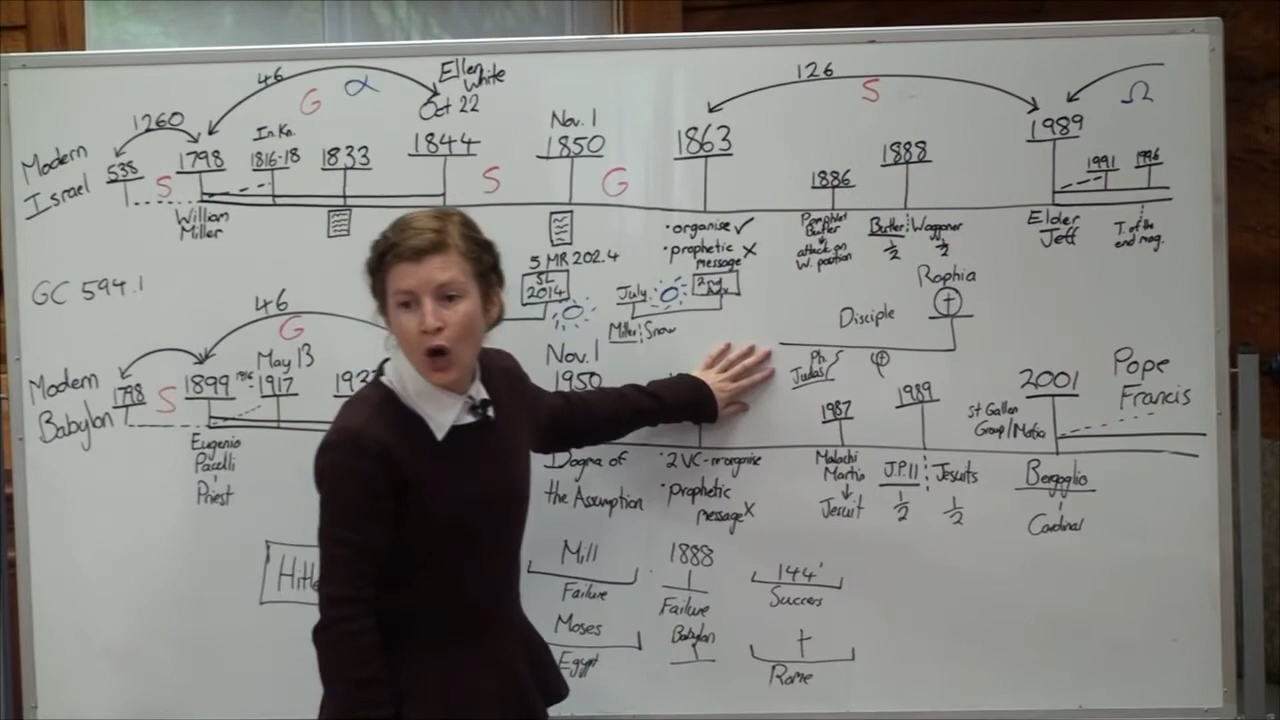 46
G
α
Ellen
White
Oct 22
126
S
Ω
1260
Modern
Israel
538
S
1798
In. Kn.
1816-18
1833
1844
S
Nov. 1
1850
G
1863
1886
1888
1989
1991
1996
William
Miller
• organise ✓
• prophetic
message X
Pamphlet
Butler
attack on
W. position
Butler Waggoner
1/2 1/2
Elder
Jeff
T. of the
end mag.
GC 594.1
5 MR 202.4
SL
2014
July
Miller Snow
Raphia
Disciple
Judas
46
G
Modern
Babylon
1798
S
1899
May 13
1917
Nov. 1
1950
1987
1989
St Gallen
Group/Mafia
2001
Pope
Francis
Eugenio
Pacelli
Priest
Dogma of
the Assumption
• 2 VC-reorganise
• prophetic
message X
Malachi
Martin
Jesuit
J.P.II Jesuits
1/2 1/2
Bergoglio
Cardinal
Mill
Failure
1888
Failure
144'
Success
Moses
Egypt
Babylon
Rome